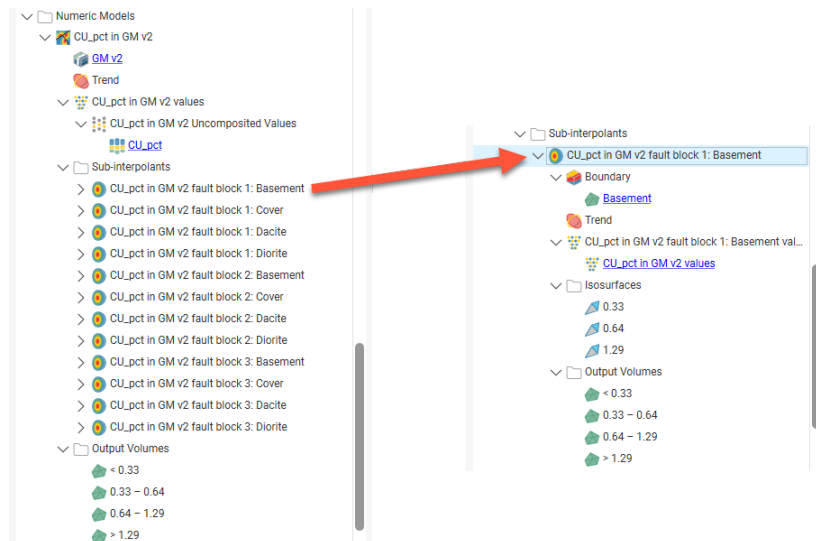 Numeric Models
CU_pct in GM v2
GM v2
Trend
CU_pct in GM v2 values
CU_pct in GM v2 Uncomposited Values
CU_pct
Sub-interpolants
CU_pct in GM v2 fault block 1: Basement
CU_pct in GM v2 fault block 1: Cover
CU_pct in GM v2 fault block 1: Dacite
CU_pct in GM v2 fault block 1: Diorite
CU_pct in GM v2 fault block 2: Basement
CU_pct in GM v2 fault block 2: Cover
CU_pct in GM v2 fault block 2: Dacite
CU_pct in GM v2 fault block 2: Diorite
CU_pct in GM v2 fault block 3: Basement
CU_pct in GM v2 fault block 3: Cover
CU_pct in GM v2 fault block 3: Dacite
CU_pct in GM v2 fault block 3: Diorite
Output Volumes
< 0.33
0.33 – 0.64
0.64 – 1.29
> 1.29
Sub-interpolants
CU_pct in GM v2 fault block 1: Basement
Boundary
Basement
Trend
CU_pct in GM v2 fault block 1: Basement val...
CU_pct in GM v2 values
Isosurfaces
0.33
0.64
1.29
Output Volumes
< 0.33
0.33 – 0.64
0.64 – 1.29
> 1.29